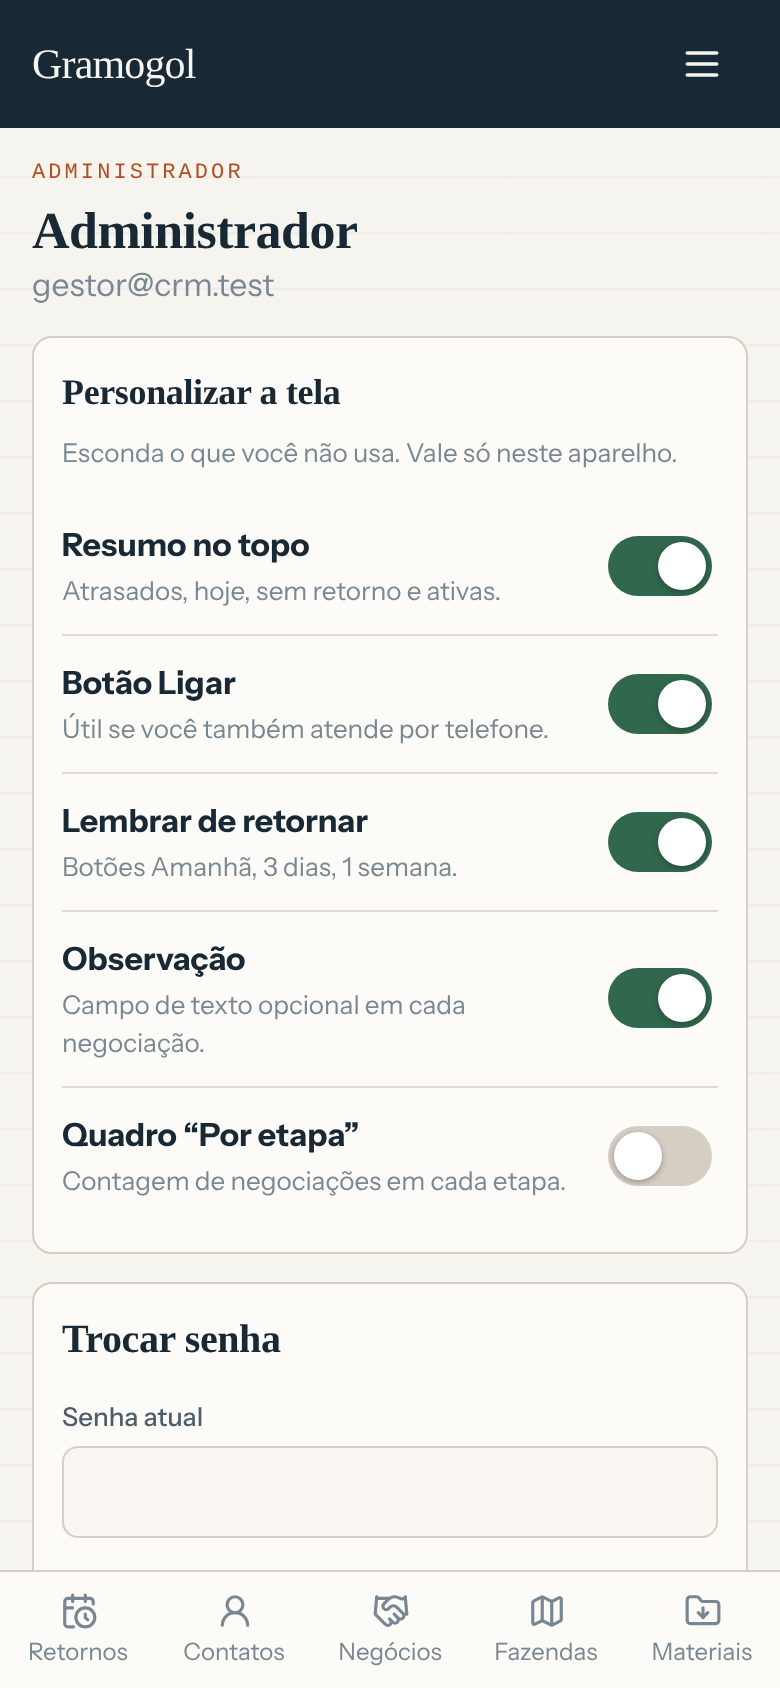 Gramogol
ADMINISTRADOR
Administrador
gestor@crm.test
Personalizar a tela
Esconda o que você não usa. Vale só neste aparelho.
Resumo no topo
Atrasados, hoje, sem retorno e ativas.
Botão Ligar
Útil se você também atende por telefone.
Lembrar de retornar
Botões Amanhã, 3 dias, 1 semana.
Observação
Campo de texto opcional em cada
negociação.
Quadro “Por etapa”
Contagem de negociações em cada etapa.
Trocar senha
Senha atual
Retornos
Contatos
Negócios
Fazendas
Materiais